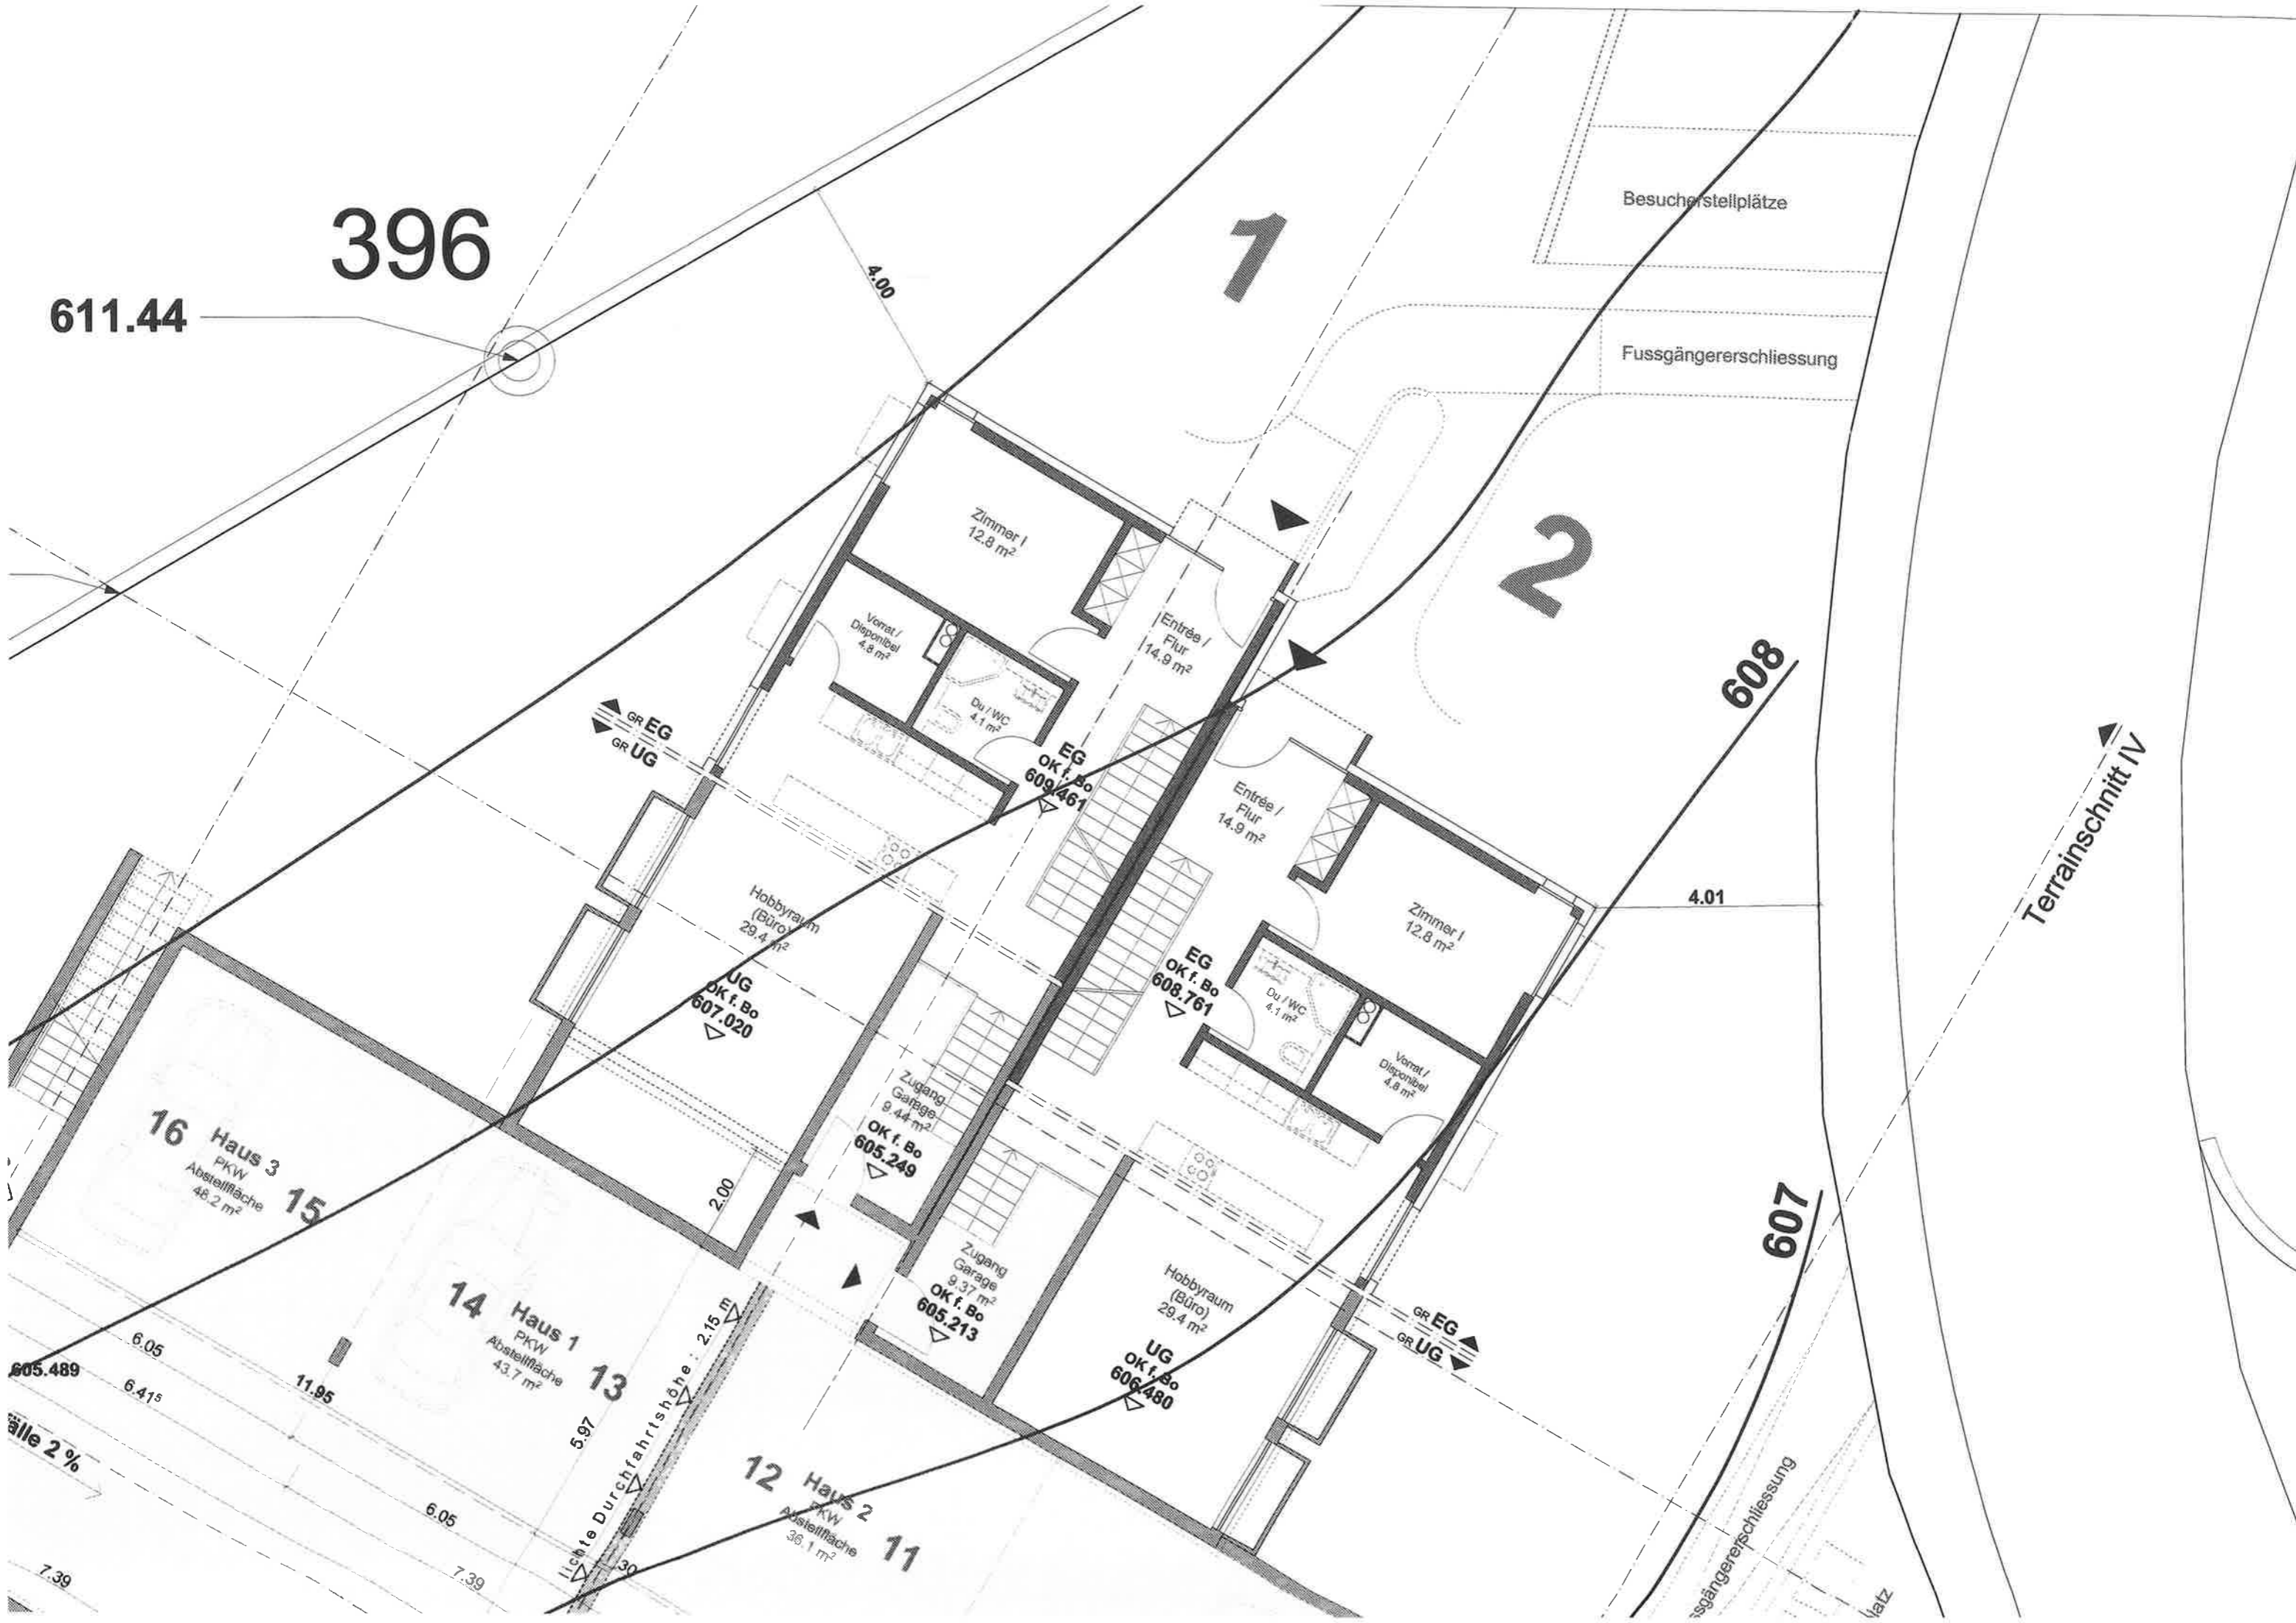 396
611.44
4.00
1
Besucherstellplätze
Fussgängererschliessung
2
Zimmer I
12.8 m²
Vorrat /
Disponibel
4.8 m²
Du / WC
4.1 m²
Entrée /
Flur
14.9 m²
GR EG
GR UG
EG
OK f. Bo
609.461
608
Terrainschnitt IV
Entrée /
Flur
14.9 m²
Zimmer I
12.8 m²
4.01
Hobbyraum
(Büro)
29.4 m²
UG
OK f. Bo
607.020
EG
OK f. Bo
608.761
Du / WC
4.1 m²
Vorrat /
Disponibel
4.8 m²
Zugang
Garage
9.44 m²
OK f. Bo
605.249
16
Haus 3
PKW
Abstellfläche
48.2 m²
15
2.00
607
Zugang
Garage
9.37 m²
OK f. Bo
605.213
Hobbyraum
(Büro)
29.4 m²
UG
OK f. Bo
606.480
GR EG
GR UG
14
Haus 1
PKW
Abstellfläche
43.7 m²
13
lichte Durchfahrtshöhe : 2.15 m
6.05
605.489
6.41⁵
11.95
5.97
älle 2 %
12
Haus 2
PKW
Abstellfläche
36.1 m²
11
6.05
7.39
7.39
30
ssgängererschliessung
latz